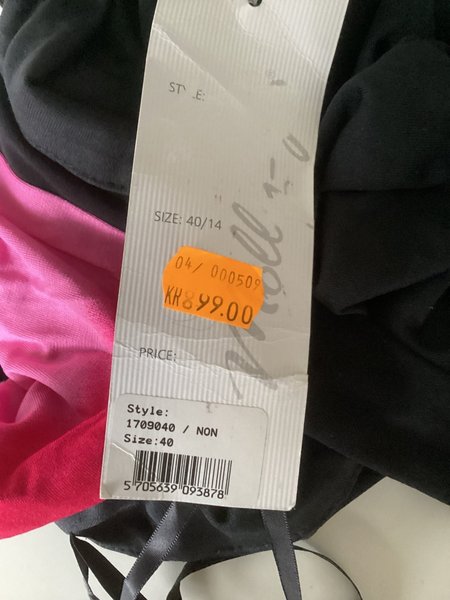 STYLE:
SIZE: 40/14
04/ 000509
KR899.00
PRICE:
Style:
1709040 / NON
Size:40
5 705639 093878